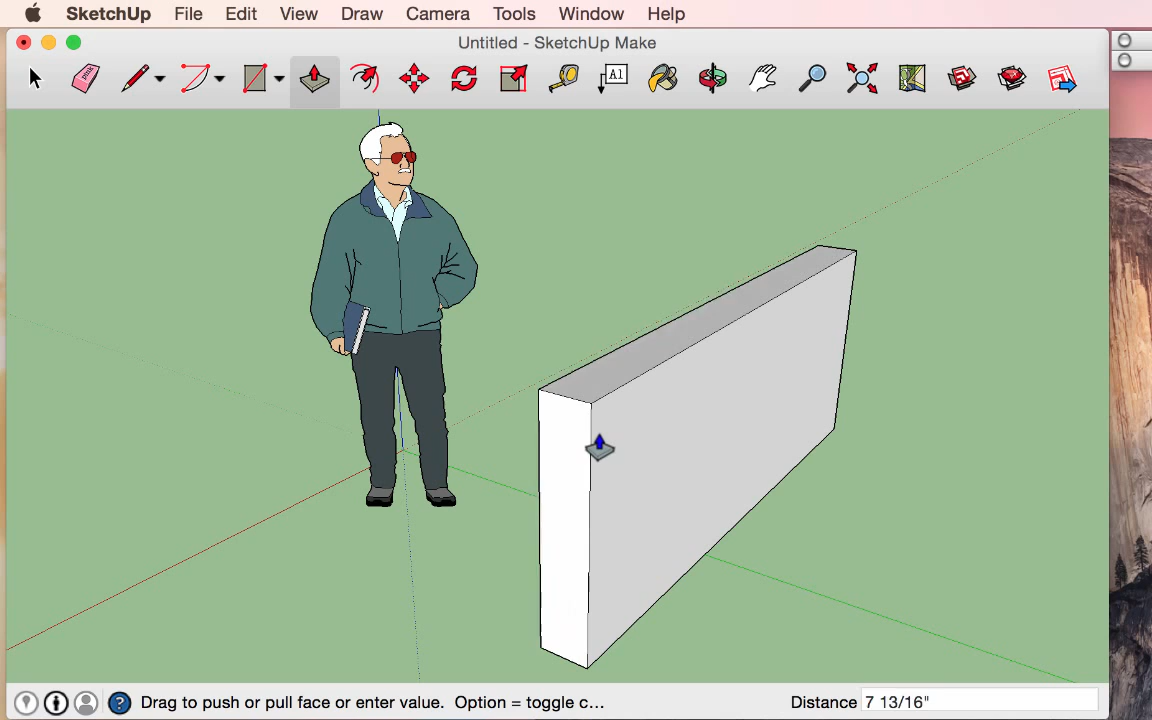 SketchUp File Edit View Draw Camera Tools Window Help
Untitled - SketchUp Make
A1
? Drag to push or pull face or enter value. Option = toggle c... Distance 7 13/16"